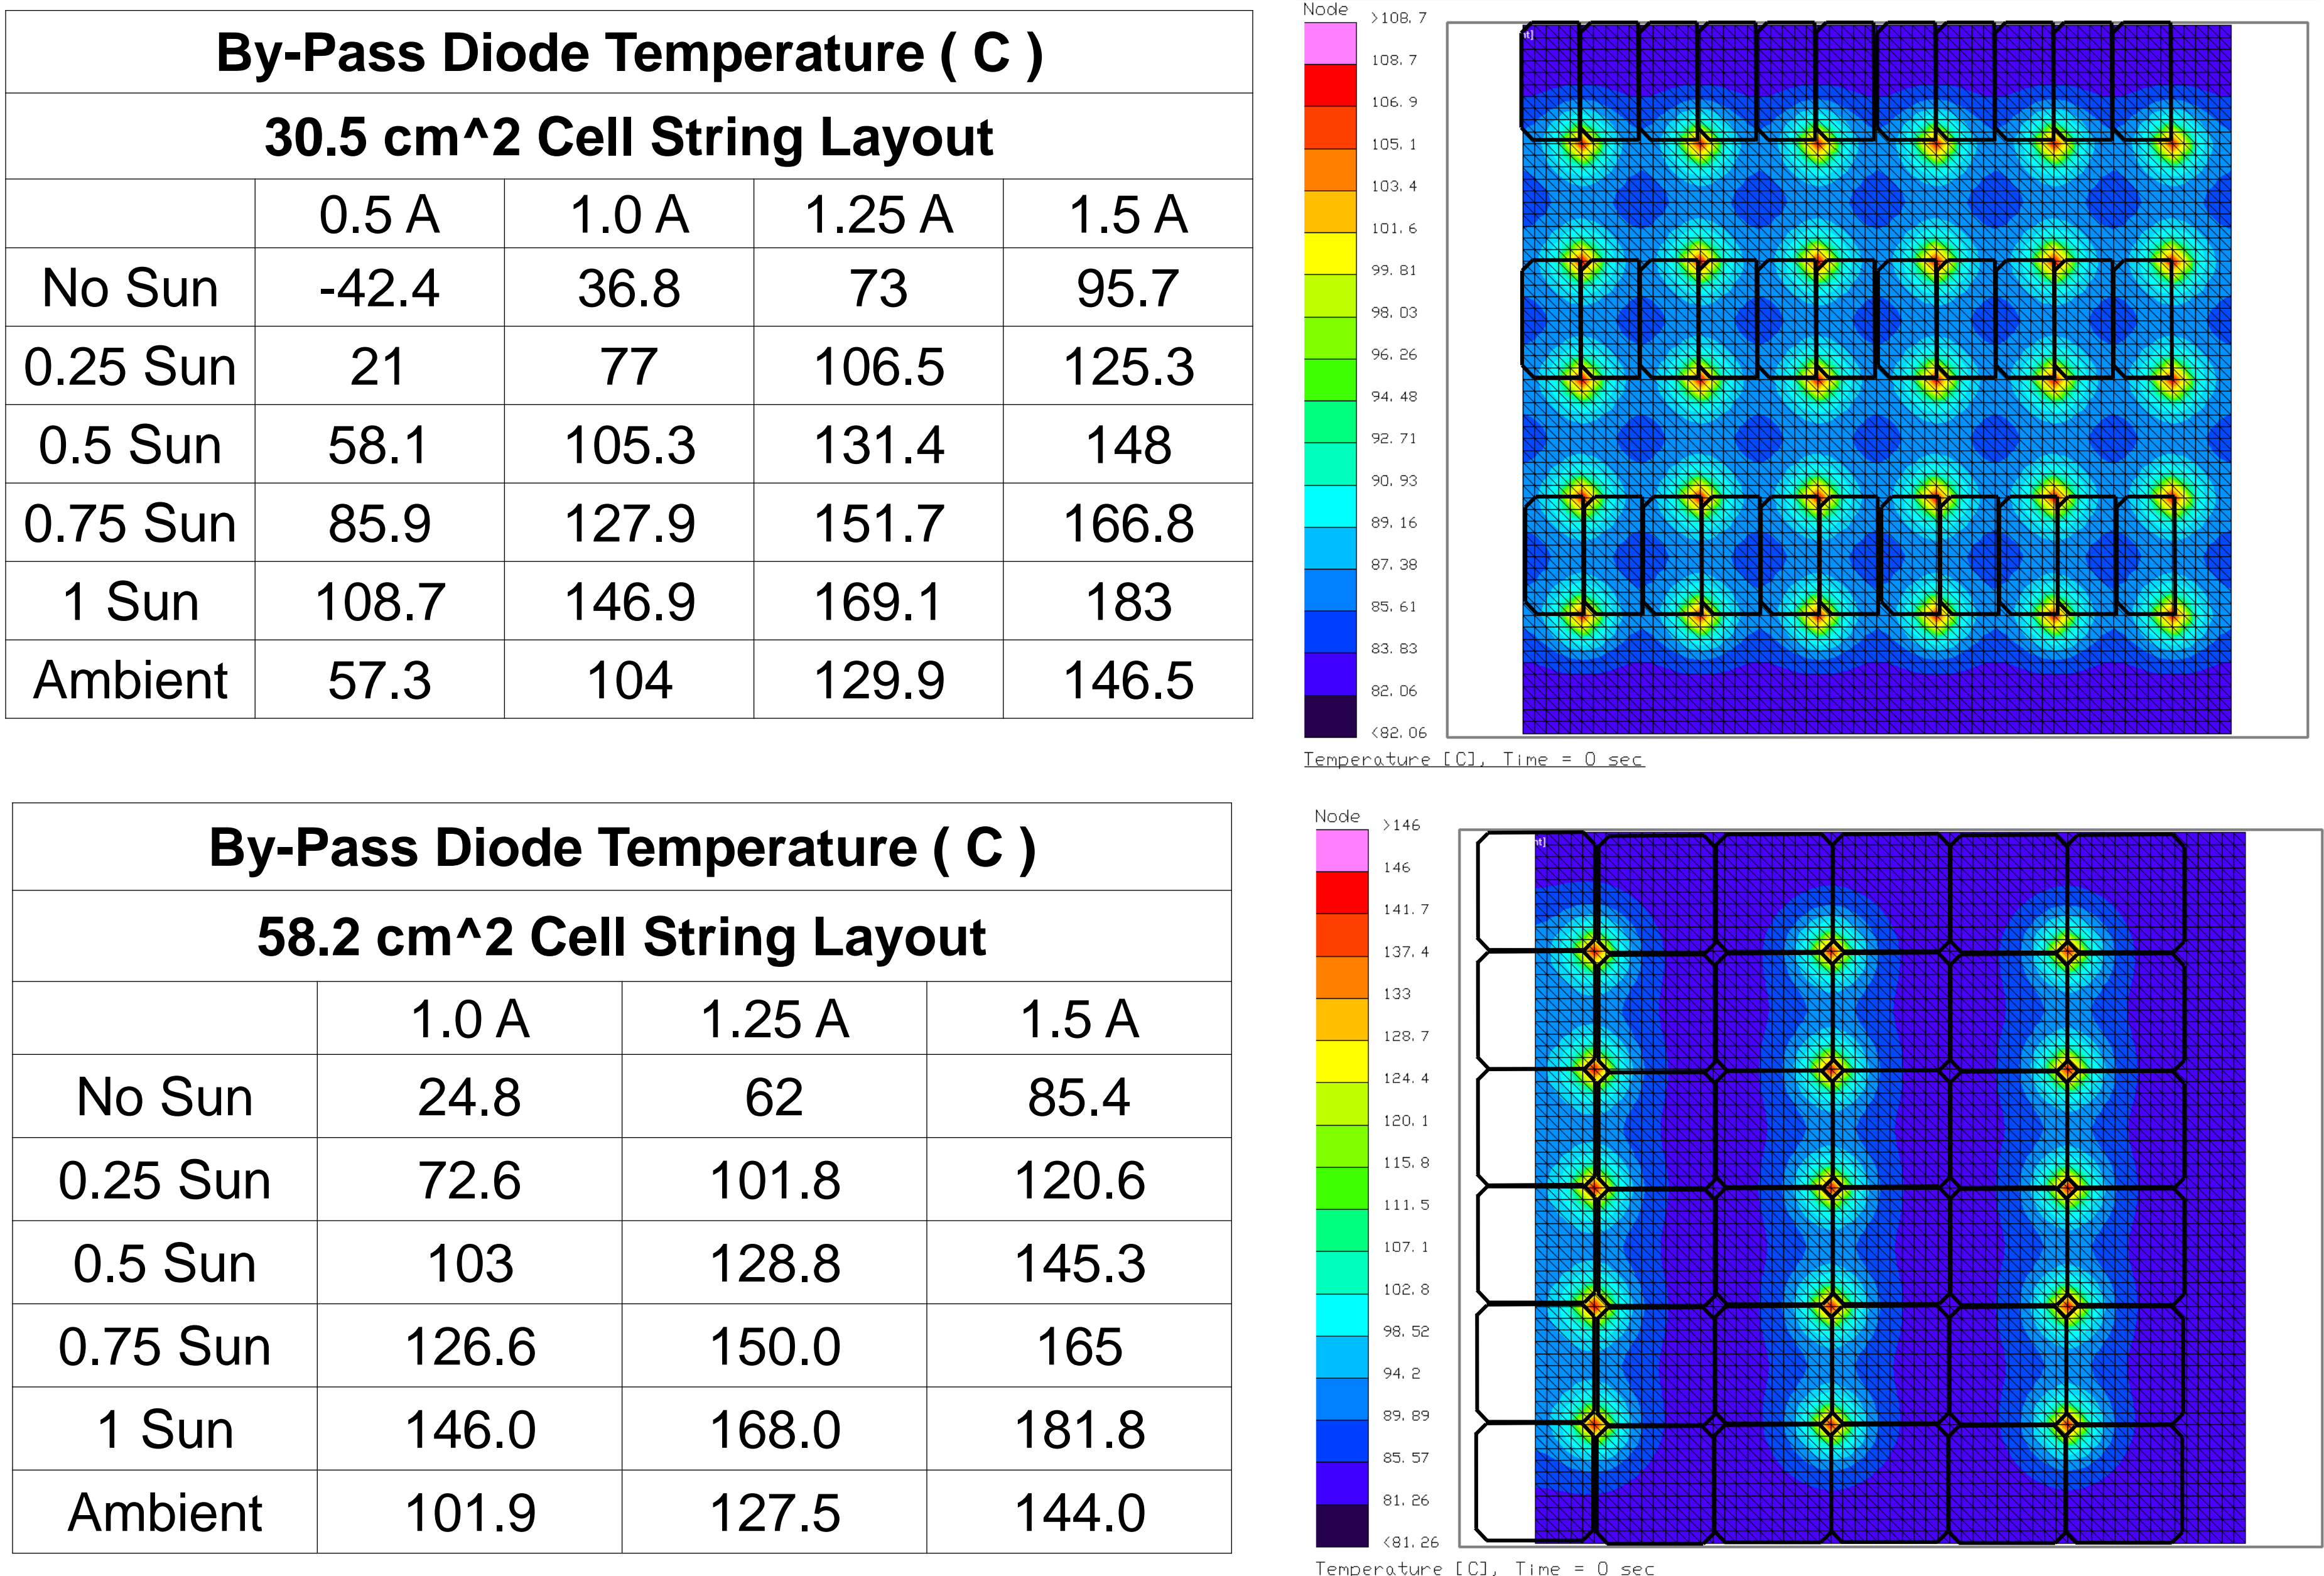 By-Pass Diode Temperature ( C )
30.5 cm^2 Cell String Layout
0.5 A 1.0 A 1.25 A 1.5 A
No Sun -42.4 36.8 73 95.7
0.25 Sun 21 77 106.5 125.3
0.5 Sun 58.1 105.3 131.4 148
0.75 Sun 85.9 127.9 151.7 166.8
1 Sun 108.7 146.9 169.1 183
Ambient 57.3 104 129.9 146.5
Node
>108.7
108.7
106.9
105.1
103.4
101.6
99.81
98.03
96.26
94.48
92.71
90.93
89.16
87.38
85.61
83.83
82.06
<82.06
Temperature [C], Time = 0 sec
By-Pass Diode Temperature ( C )
58.2 cm^2 Cell String Layout
1.0 A 1.25 A 1.5 A
No Sun 24.8 62 85.4
0.25 Sun 72.6 101.8 120.6
0.5 Sun 103 128.8 145.3
0.75 Sun 126.6 150.0 165
1 Sun 146.0 168.0 181.8
Ambient 101.9 127.5 144.0
Node
>146
146
141.7
137.4
133
128.7
124.4
120.1
115.8
111.5
107.1
102.8
98.52
94.2
89.89
85.57
81.26
<81.26
Temperature [C], Time = 0 sec